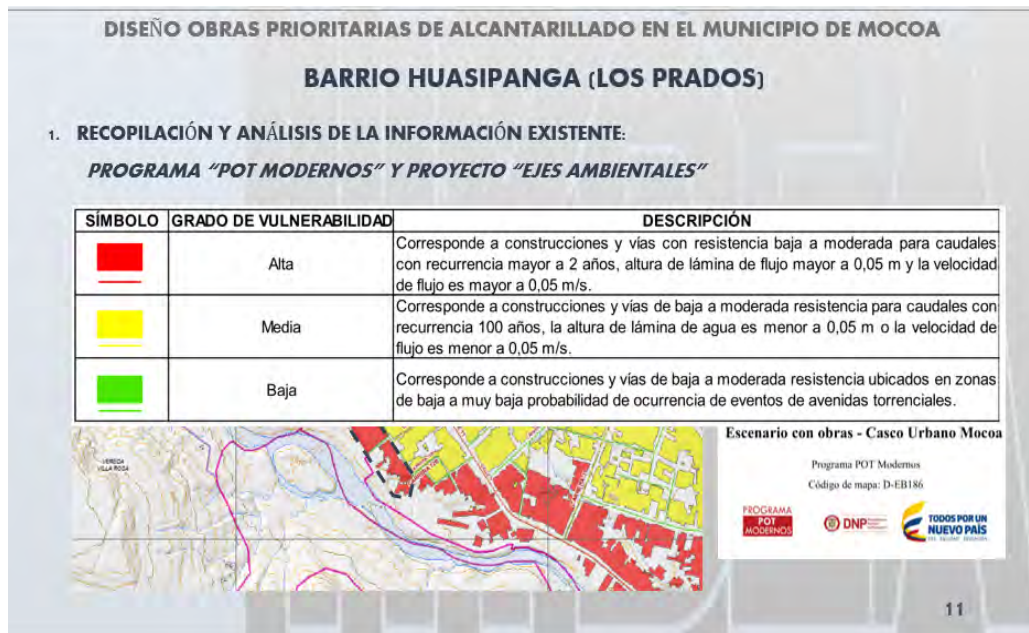 DISEÑO OBRAS PRIORITARIAS DE ALCANTARILLADO EN EL MUNICIPIO DE MOCOA
BARRIO HUASIPANGA (LOS PRADOS)
1. RECOPILACIÓN Y ANÁLISIS DE LA INFORMACIÓN EXISTENTE:
PROGRAMA “POT MODERNOS” Y PROYECTO “EJES AMBIENTALES”
SÍMBOLO GRADO DE VULNERABILIDAD DESCRIPCIÓN
Alta
Corresponde a construcciones y vías con resistencia baja a moderada para caudales
con recurrencia mayor a 2 años, altura de lámina de flujo mayor a 0,05 m y la velocidad
de flujo es mayor a 0,05 m/s.
Media
Corresponde a construcciones y vías de baja a moderada resistencia para caudales con
recurrencia 100 años, la altura de lámina de agua es menor a 0,05 m o la velocidad de
flujo es menor a 0,05 m/s.
Baja
Corresponde a construcciones y vías de baja a moderada resistencia ubicados en zonas
de baja a muy baja probabilidad de ocurrencia de eventos de avenidas torrenciales.
VEREDA
VILLA ROSA
Escenario con obras - Casco Urbano Mocoa
Programa POT Modernos
Código de mapa: D-EB186
PROGRAMA
POT
MODERNOS
DNP
TODOS POR UN
NUEVO PAÍS
11